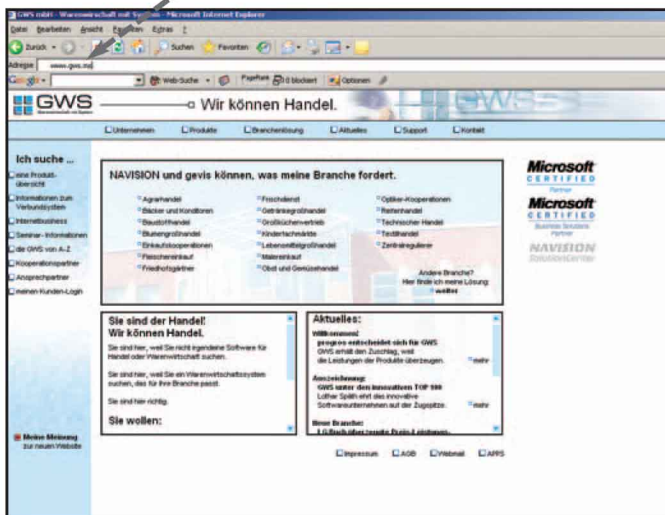 GWS mbH - Warenwirtschaft mit System - Microsoft Internet Explorer
Datei Bearbeiten Ansicht Favoriten Extras ?
Zurück Suchen Favoriten
Adresse www.gws.ms
Web-Suche PageRank 0 blockiert Optionen
GWS Wir können Handel.
Warenwirtschaft mit System
Unternehmen Produkte Branchenlösung Aktuelles Support Kontakt
Ich suche ...
eine Produkt-
übersicht
Informationen zum
Verbundsystem
Internetbusiness
Seminar-Informationen
die GWS von A-Z
Kooperationspartner
Ansprechpartner
meinen Kunden-Login
Meine Meinung
zur neuen Website
NAVISION und gevis können, was meine Branche fordert.
Agrarhandel
Bäcker und Konditoren
Baustoffhandel
Blumengroßhandel
Einkaufskooperationen
Fleischereinkauf
Friedhofsgärtner
Frischdienst
Getränkegroßhandel
Großküchenvertrieb
Kinderfachmärkte
Lebensmittelgroßhandel
Malereinkauf
Obst und Gemüsehandel
Optiker-Kooperationen
Reifenhandel
Technischer Handel
Textilhandel
Zentralregulierer
Andere Branche?
Hier finde ich meine Lösung:
weiter
Sie sind der Handel!
Wir können Handel.
Sie sind hier, weil Sie nicht irgendeine Software für
Handel oder Warenwirtschaft suchen.
Sie sind hier, weil Sie ein Warenwirtschaftssystem
suchen, das für Ihre Branche passt.
Sie sind hier richtig.
Sie wollen:
Aktuelles:
Willkommen!
progros entscheidet sich für GWS
GWS erhält den Zuschlag, weil
die Leistungen der Produkte überzeugen. mehr
Auszeichnung:
GWS unter den innovativen TOP 100
Lothar Späth ehrt das innovative
Softwareunternehmen auf der Zugspitze. mehr
Neue Branche:
Microsoft
CERTIFIED
Partner
Microsoft
CERTIFIED
Business Solutions
Partner
NAVISION
SolutionCenter
Impressum AGB Webmail APPS